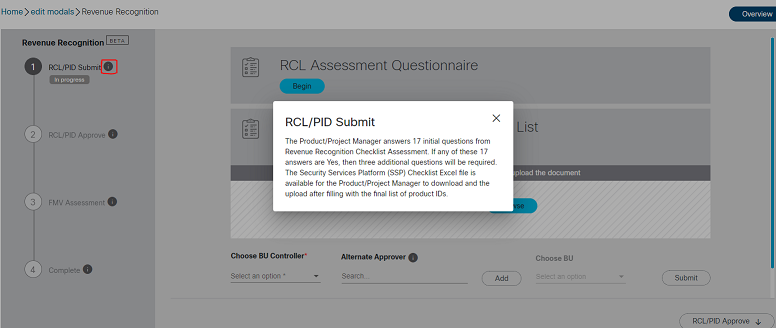 Home > edit modals > Revenue Recognition
Overview
Revenue Recognition BETA
1 RCL/PID Submit
In progress
2 RCL/PID Approve
3 FMV Assessment
4 Complete
RCL Assessment Questionnaire
Begin
List
upload the document
RCL/PID Submit
The Product/Project Manager answers 17 initial questions from
Revenue Recognition Checklist Assessment. If any of these 17
answers are Yes, then three additional questions will be required.
The Security Services Platform (SSP) Checklist Excel file is
available for the Product/Project Manager to download and the
upload after filling with the final list of product IDs.
Choose BU Controller*
Select an option *
Alternate Approver
Search...
Add
Choose BU
Select an option
Submit
RCL/PID Approve